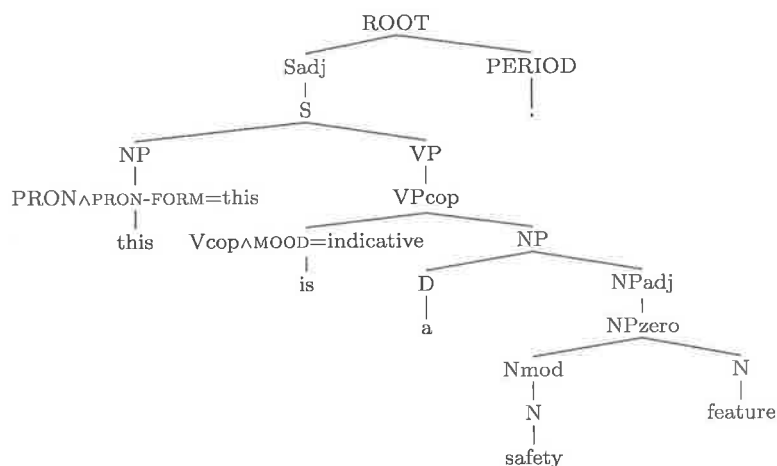 ROOT
Sadj PERIOD
S .
NP VP
PRON∧PRON-FORM=this VPcop
this Vcop∧MOOD=indicative NP
is D NPadj
a NPzero
Nmod N
N feature
safety